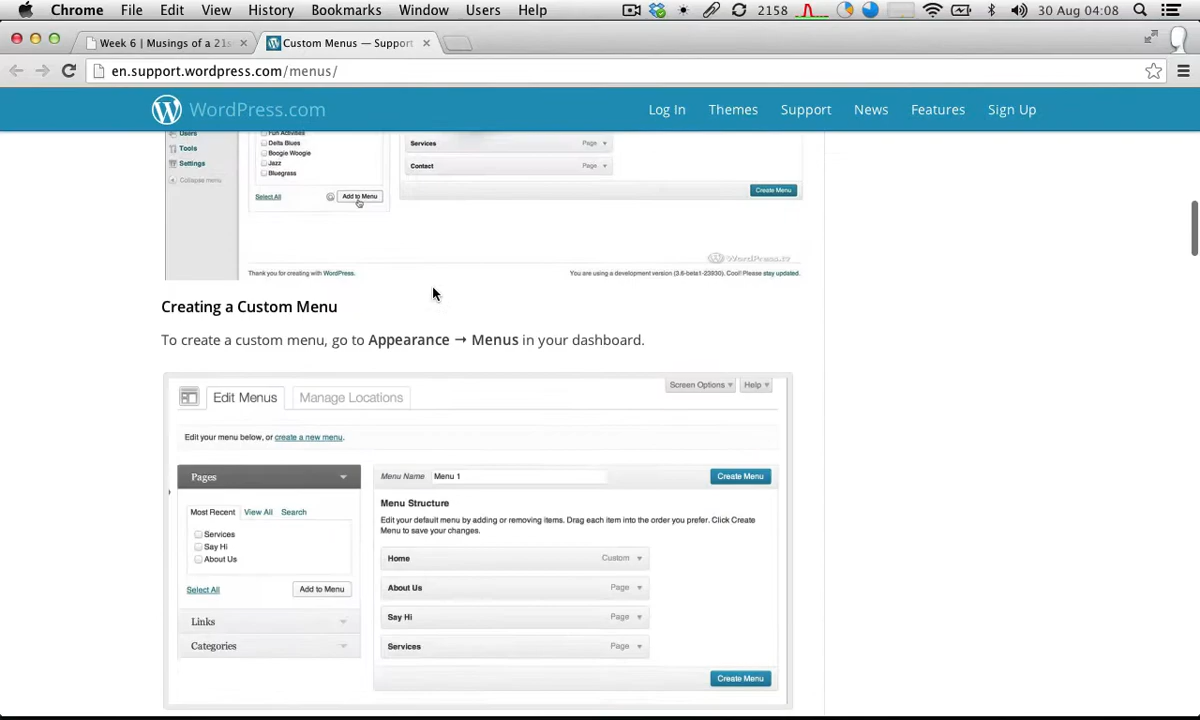 Chrome File Edit View History Bookmarks Window Users Help 2158 30 Aug 04:08
Week 6 | Musings of a 21s Custom Menus — Support
en.support.wordpress.com/menus/
WordPress.com Log In Themes Support News Features Sign Up
Users
Tools
Settings
Collapse menu
Fun Activities
Delta Blues
Boogie Woogie
Jazz
Bluegrass
Select All Add to Menu
Services Page
Contact Page
Create Menu
WordPress.tv
Thank you for creating with WordPress. You are using a development version (3.6-beta1-23930). Cool! Please stay updated.
Creating a Custom Menu
To create a custom menu, go to Appearance → Menus in your dashboard.
Edit Menus Manage Locations Screen Options Help
Edit your menu below, or create a new menu.
Pages
Most Recent View All Search
Services
Say Hi
About Us
Select All Add to Menu
Links
Categories
Menu Name Menu 1 Create Menu
Menu Structure
Edit your default menu by adding or removing items. Drag each item into the order you prefer. Click Create
Menu to save your changes.
Home Custom
About Us Page
Say Hi Page
Services Page
Create Menu